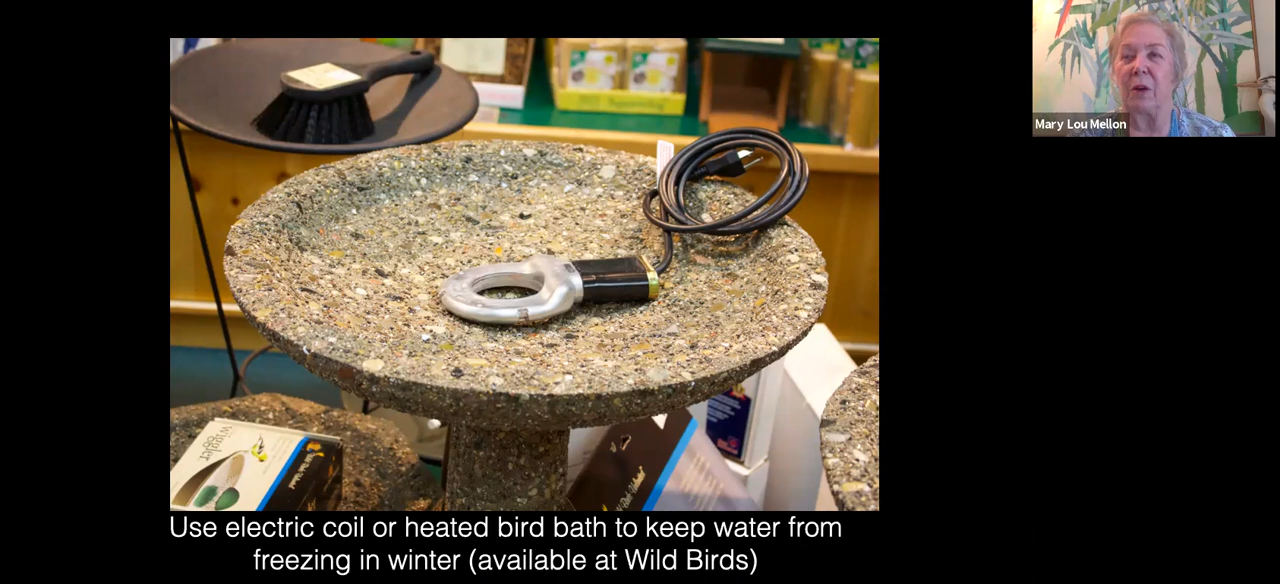 Mary Lou Mellon
wiggler
Use electric coil or heated bird bath to keep water from
freezing in winter (available at Wild Birds)